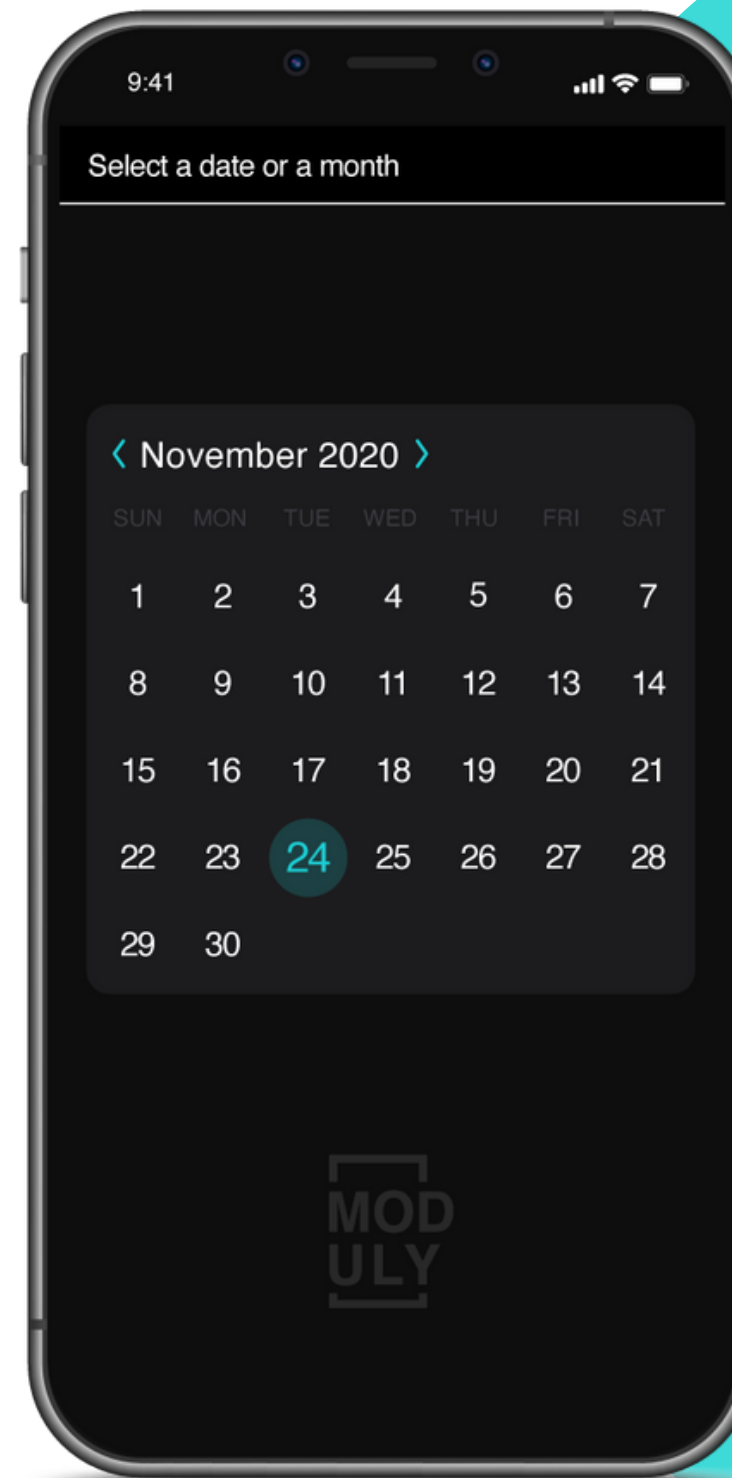 9:41
Select a date or a month
< November 2020 >
SUN MON TUE WED THU FRI SAT
1 2 3 4 5 6 7
8 9 10 11 12 13 14
15 16 17 18 19 20 21
22 23 24 25 26 27 28
29 30
MOD
ULY